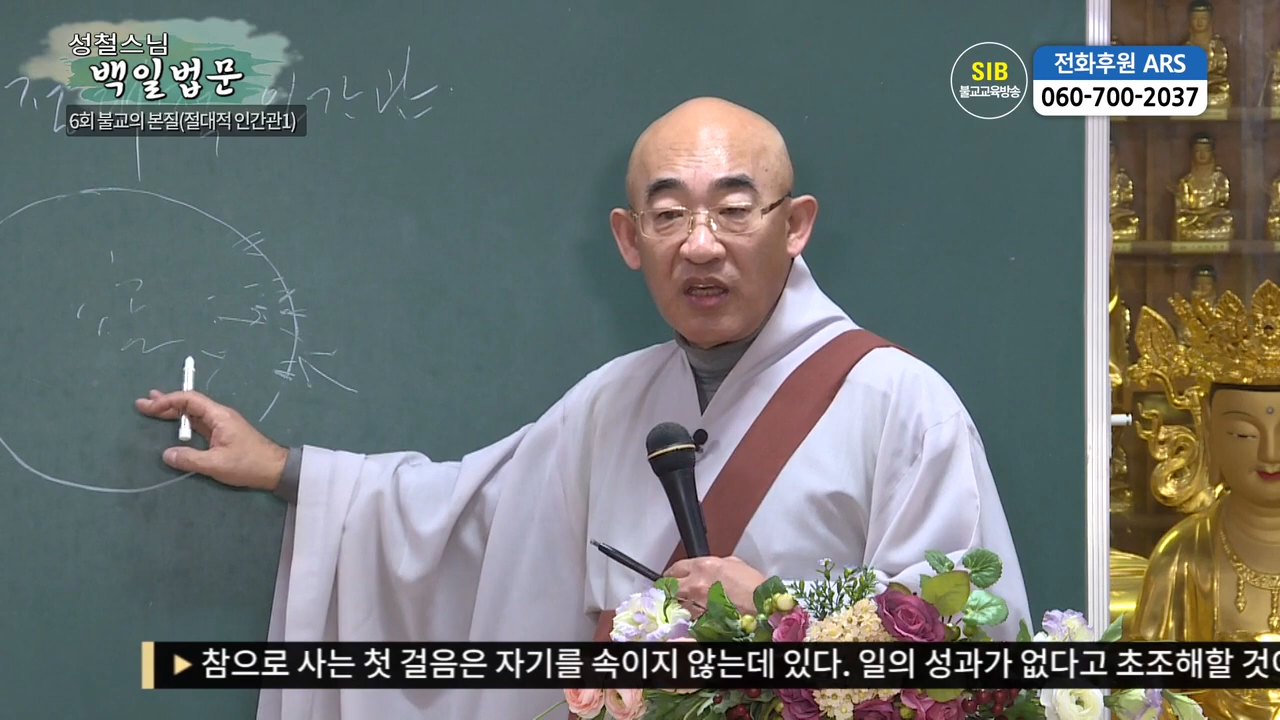 성철스님
백일법문
6회 불교의 본질(절대적 인간관1)
SIB
불교교육방송
전화후원 ARS
060-700-2037
인간관
▶ 참으로 사는 첫 걸음은 자기를 속이지 않는데 있다. 일의 성과가 없다고 초조해할 것이